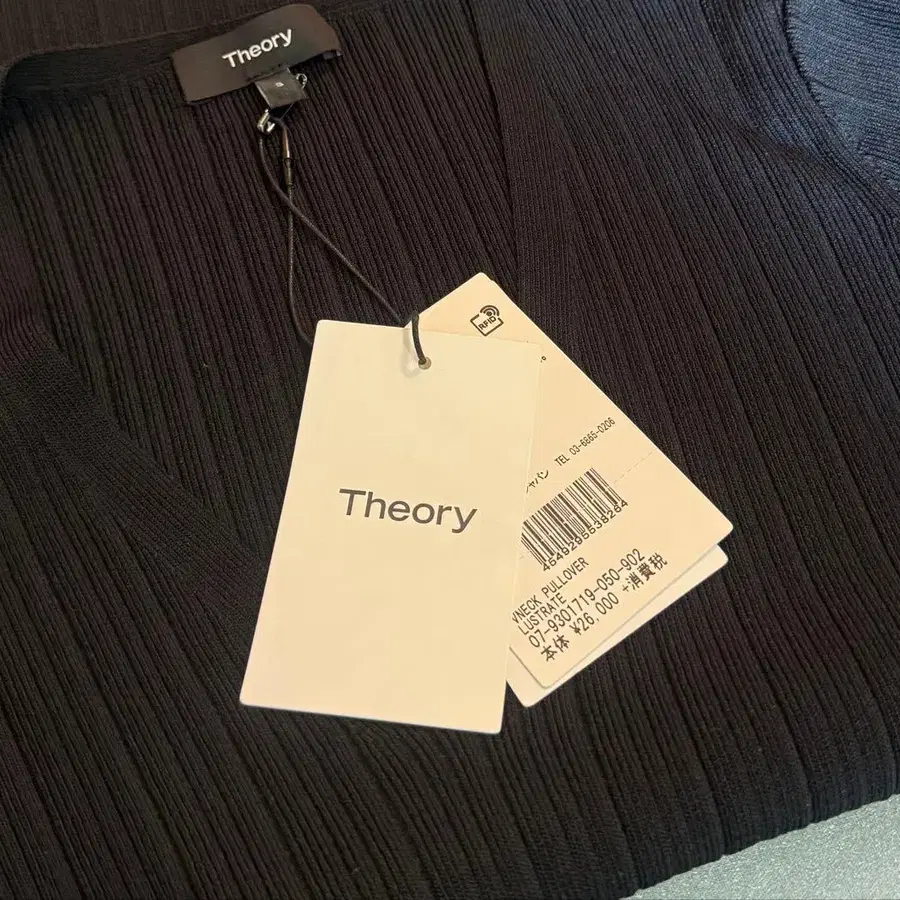 Theory
S
Theory
RFID
ャパン TEL 03-6865-0206
4549295538284
VNECK PULLOVER
LUSTRATE
07-9301719-050-902
本体 ¥26,000 +消費税